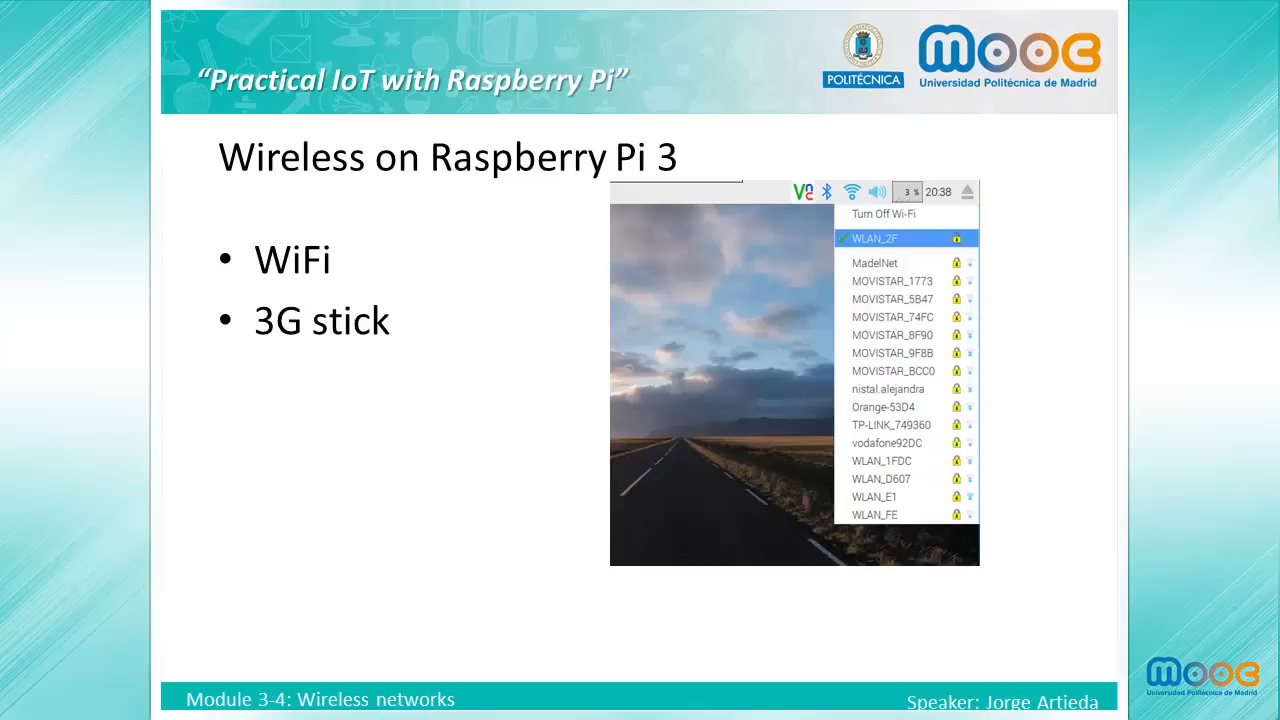 “Practical IoT with Raspberry Pi”
POLITÉCNICA
mooc
Universidad Politécnica de Madrid
Wireless on Raspberry Pi 3
• WiFi
• 3G stick
3 % 20:38
Turn Off Wi-Fi
WLAN_2F
MadelNet
MOVISTAR_1773
MOVISTAR_5B47
MOVISTAR_74FC
MOVISTAR_8F90
MOVISTAR_9F8B
MOVISTAR_BCC0
nistal.alejandra
Orange-53D4
TP-LINK_749360
vodafone92DC
WLAN_1FDC
WLAN_D607
WLAN_E1
WLAN_FE
Module 3-4: Wireless networks
Speaker: Jorge Artieda
mooc
Universidad Politécnica de Madrid